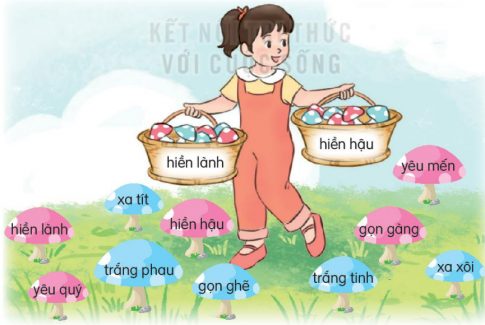 KẾT NỐI TRI THỨC
VỚI CUỘC SỐNG
hiền lành
hiền hậu
yêu mến
xa tít
hiền lành
hiền hậu
gọn gàng
trắng phau
gọn ghẽ
trắng tinh
xa xôi
yêu quý